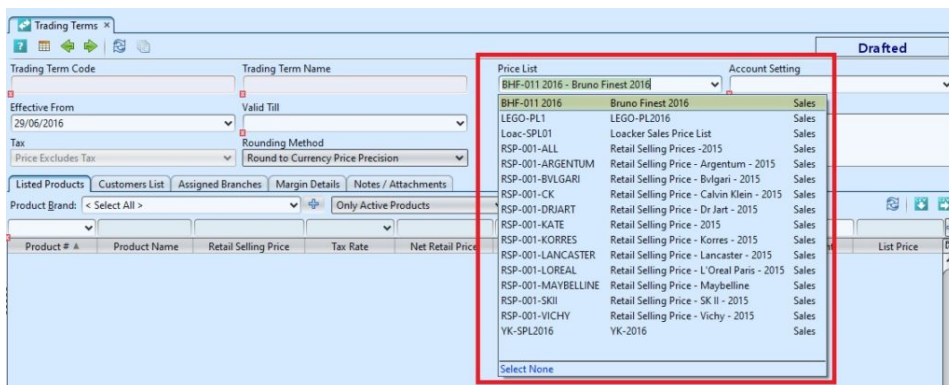 Trading Terms
Drafted
Trading Term Code
Trading Term Name
Price List
Account Setting
BHF-011 2016 - Bruno Finest 2016
Effective From
Valid Till
29/06/2016
Tax
Rounding Method
Price Excludes Tax
Round to Currency Price Precision
BHF-011 2016 Bruno Finest 2016 Sales
LEGO-PL1 LEGO-PL2016 Sales
Loac-SPL01 Loacker Sales Price List Sales
RSP-001-ALL Retail Selling Prices -2015 Sales
RSP-001-ARGENTUM Retail Selling Price - Argentum - 2015 Sales
RSP-001-BVLGARI Retail Selling Price - Bvlgari - 2015 Sales
RSP-001-CK Retail Selling Price - Calvin Klein - 2015 Sales
RSP-001-DRJART Retail Selling Price - Dr Jart - 2015 Sales
RSP-001-KATE Retail Selling Price - 2015 Sales
RSP-001-KORRES Retail Selling Price - Korres - 2015 Sales
RSP-001-LANCASTER Retail Selling Price - Lancaster - 2015 Sales
RSP-001-LOREAL Retail Selling Price - L'Oreal Paris - 2015 Sales
RSP-001-MAYBELLINE Retail Selling Price - Maybelline Sales
RSP-001-SKII Retail Selling Price - SK II - 2015 Sales
RSP-001-VICHY Retail Selling Price - Vichy - 2015 Sales
YK-SPL2016 YK-2016 Sales
Select None
Listed Products Customers List Assigned Branches Margin Details Notes / Attachments
Product Brand: < Select All > Only Active Products
Product # Product Name Retail Selling Price Tax Rate Net Retail Price List Price